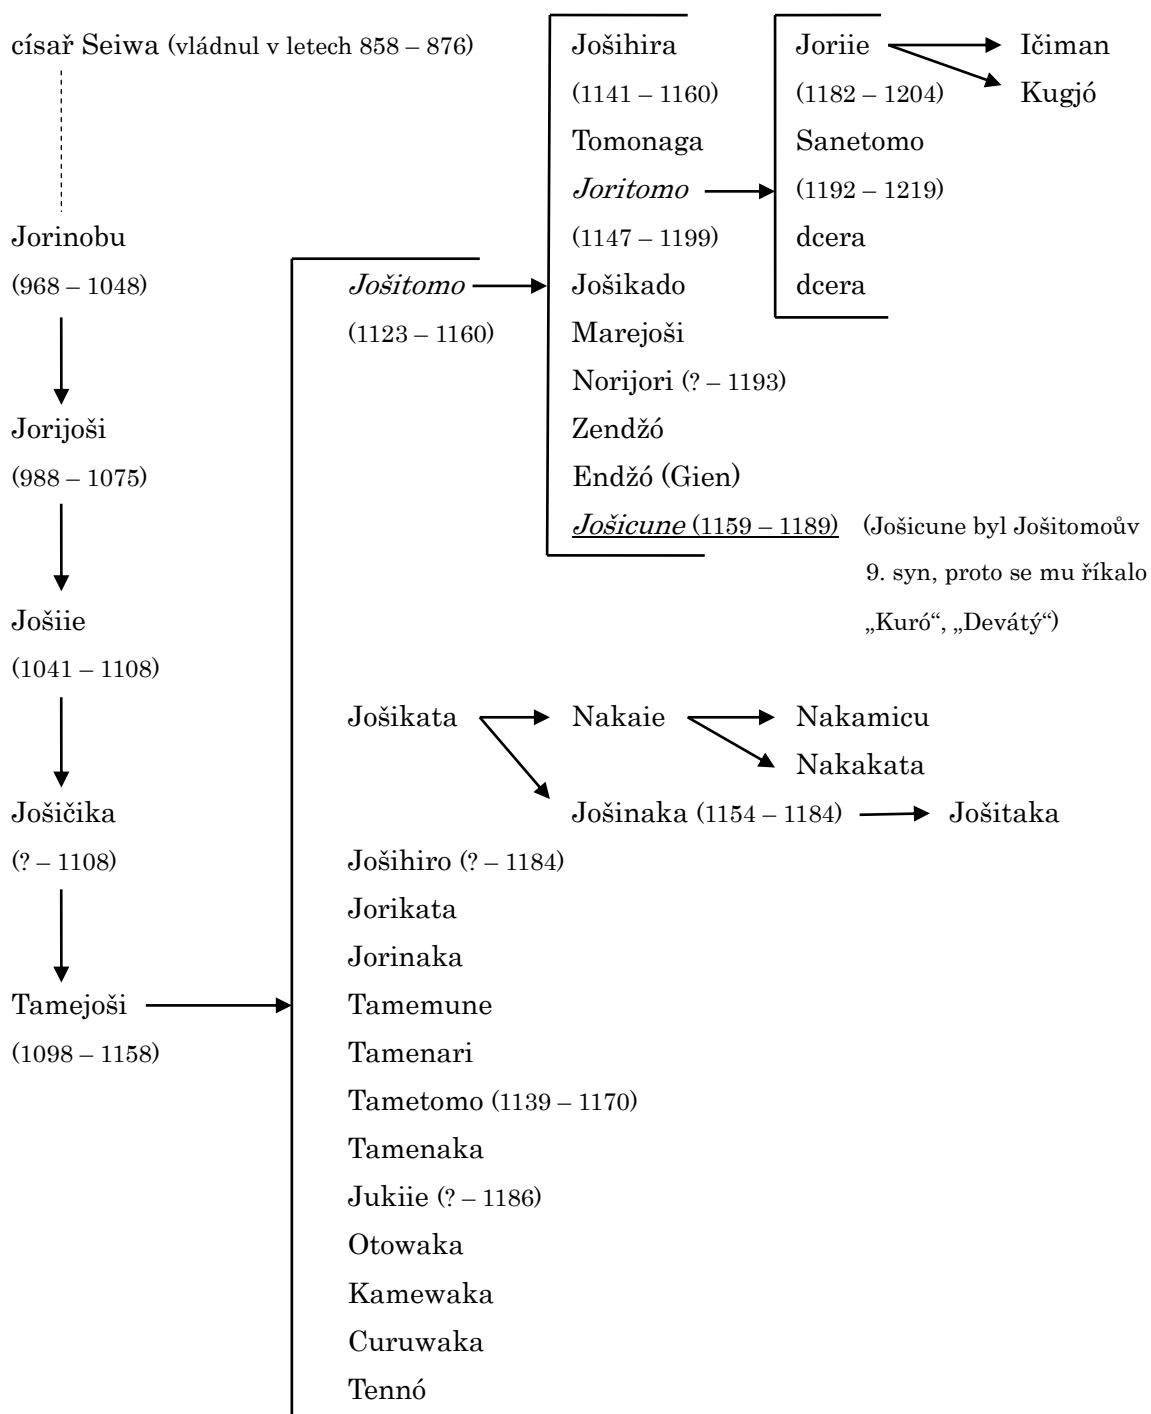 císař Seiwa (vládnul v letech 858 – 876)
Jorinobu
(968 – 1048)
Jorijoši
(988 – 1075)
Jošiie
(1041 – 1108)
Jošičika
(? – 1108)
Tamejoši
(1098 – 1158)
Jošitomo
(1123 – 1160)
Jošihira
(1141 – 1160)
Tomonaga
Joritomo
(1147 – 1199)
Jošikado
Marejoši
Norijori (? – 1193)
Zendžó
Endžó (Gien)
Jošicune (1159 – 1189)
(Jošicune byl Jošitomoův
9. syn, proto se mu říkalo
„Kuró“, „Devátý“)
Joriie
(1182 – 1204)
Sanetomo
(1192 – 1219)
dcera
dcera
Ičiman
Kugjó
Jošikata
Nakaie
Nakamicu
Nakakata
Jošinaka (1154 – 1184)
Jošitaka
Jošihiro (? – 1184)
Jorikata
Jorinaka
Tamemune
Tamenari
Tametomo (1139 – 1170)
Tamenaka
Jukiie (? – 1186)
Otowaka
Kamewaka
Curuwaka
Tennó